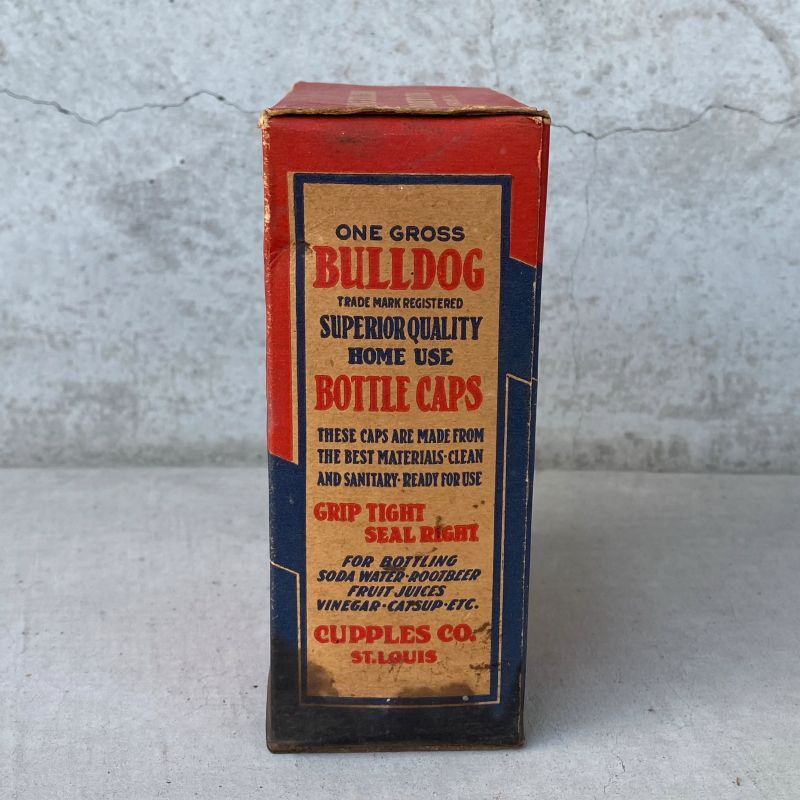 ONE GROSS
BULLDOG
TRADE MARK REGISTERED
SUPERIOR QUALITY
HOME USE
BOTTLE CAPS
THESE CAPS ARE MADE FROM
THE BEST MATERIALS-CLEAN
AND SANITARY-READY FOR USE
GRIP TIGHT
SEAL RIGHT
FOR BOTTLING
SODA WATER-ROOTBEER
FRUIT JUICES
VINEGAR-CATSUP-ETC.
CUPPLES CO.
ST. LOUIS